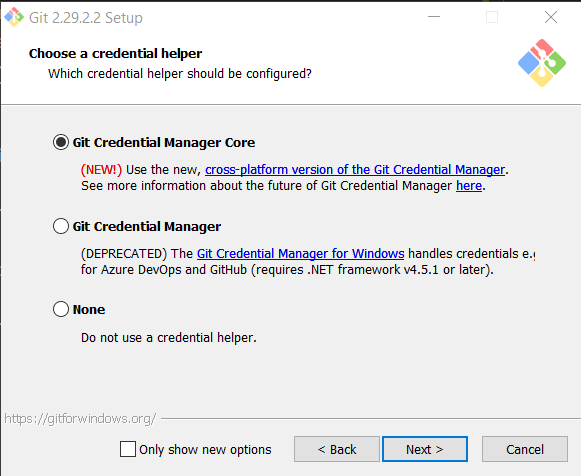 Git 2.29.2.2 Setup
Choose a credential helper
Which credential helper should be configured?
Git Credential Manager Core
(NEW!) Use the new, cross-platform version of the Git Credential Manager.
See more information about the future of Git Credential Manager here.
Git Credential Manager
(DEPRECATED) The Git Credential Manager for Windows handles credentials e.g
for Azure DevOps and GitHub (requires .NET framework v4.5.1 or later).
None
Do not use a credential helper.
https://gitforwindows.org/
Only show new options
< Back
Next >
Cancel